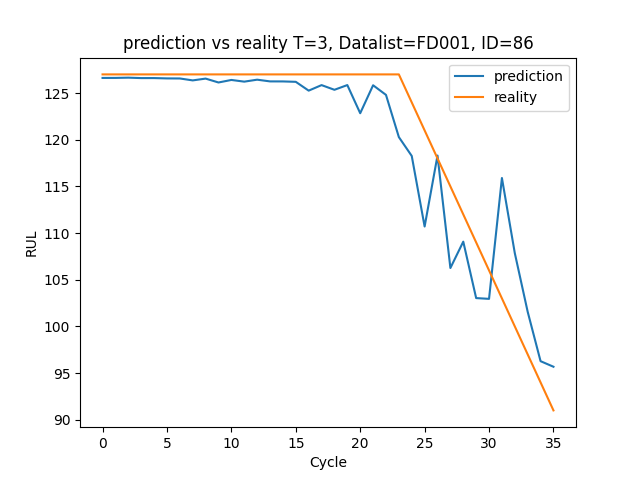 prediction vs reality T=3, Datalist=FD001, ID=86
prediction
reality
RUL
125
120
115
110
105
100
95
90
0 5 10 15 20 25 30 35
Cycle